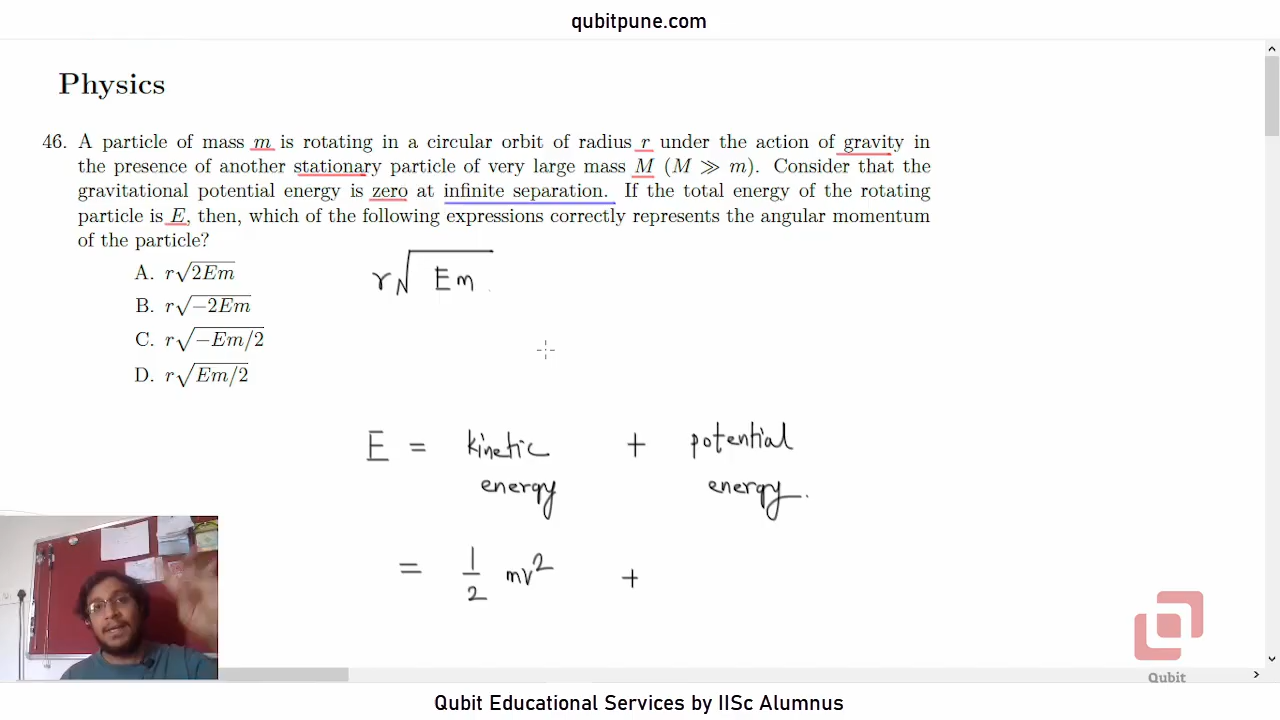 qubitpune.com
Physics
46. A particle of mass m is rotating in a circular orbit of radius r under the action of gravity in
the presence of another stationary particle of very large mass M (M ≫ m). Consider that the
gravitational potential energy is zero at infinite separation. If the total energy of the rotating
particle is E, then, which of the following expressions correctly represents the angular momentum
of the particle?
A. r√2Em
B. r√−2Em
C. r√−Em/2
D. r√Em/2
r√Em
E = kinetic + potential
energy energy.
= 1/2 mv² +
Qubit
Qubit Educational Services by IISc Alumnus